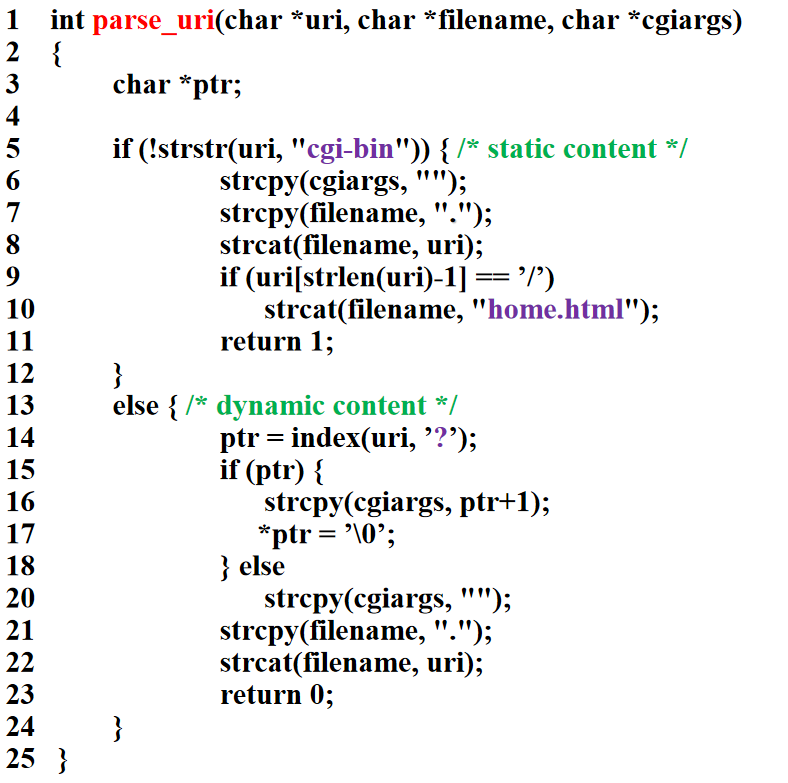 1 int parse_uri(char *uri, char *filename, char *cgiargs)
2 {
3 char *ptr;
4
5 if (!strstr(uri, "cgi-bin")) { /* static content */
6 strcpy(cgiargs, "");
7 strcpy(filename, ".");
8 strcat(filename, uri);
9 if (uri[strlen(uri)-1] == ’/’)
10 strcat(filename, "home.html");
11 return 1;
12 }
13 else { /* dynamic content */
14 ptr = index(uri, ’?’);
15 if (ptr) {
16 strcpy(cgiargs, ptr+1);
17 *ptr = ’\0’;
18 } else
20 strcpy(cgiargs, "");
21 strcpy(filename, ".");
22 strcat(filename, uri);
23 return 0;
24 }
25 }